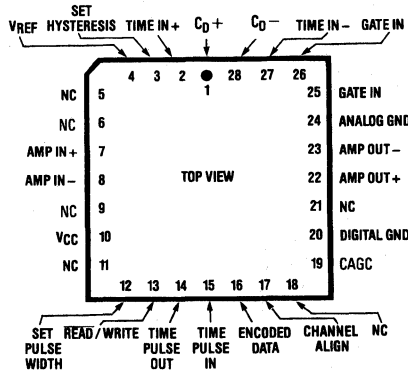 SET
VREF HYSTERESIS TIME IN+ CD+ CD− TIME IN− GATE IN
4 3 2 1 28 27 26
NC 5 25 GATE IN
NC 6 24 ANALOG GND
AMP IN+ 7 23 AMP OUT−
AMP IN− 8 TOP VIEW 22 AMP OUT+
NC 9 21 NC
VCC 10 20 DIGITAL GND
NC 11 19 CAGC
12 13 14 15 16 17 18
SET READ/WRITE TIME TIME ENCODED CHANNEL NC
PULSE PULSE PULSE DATA ALIGN
WIDTH OUT IN